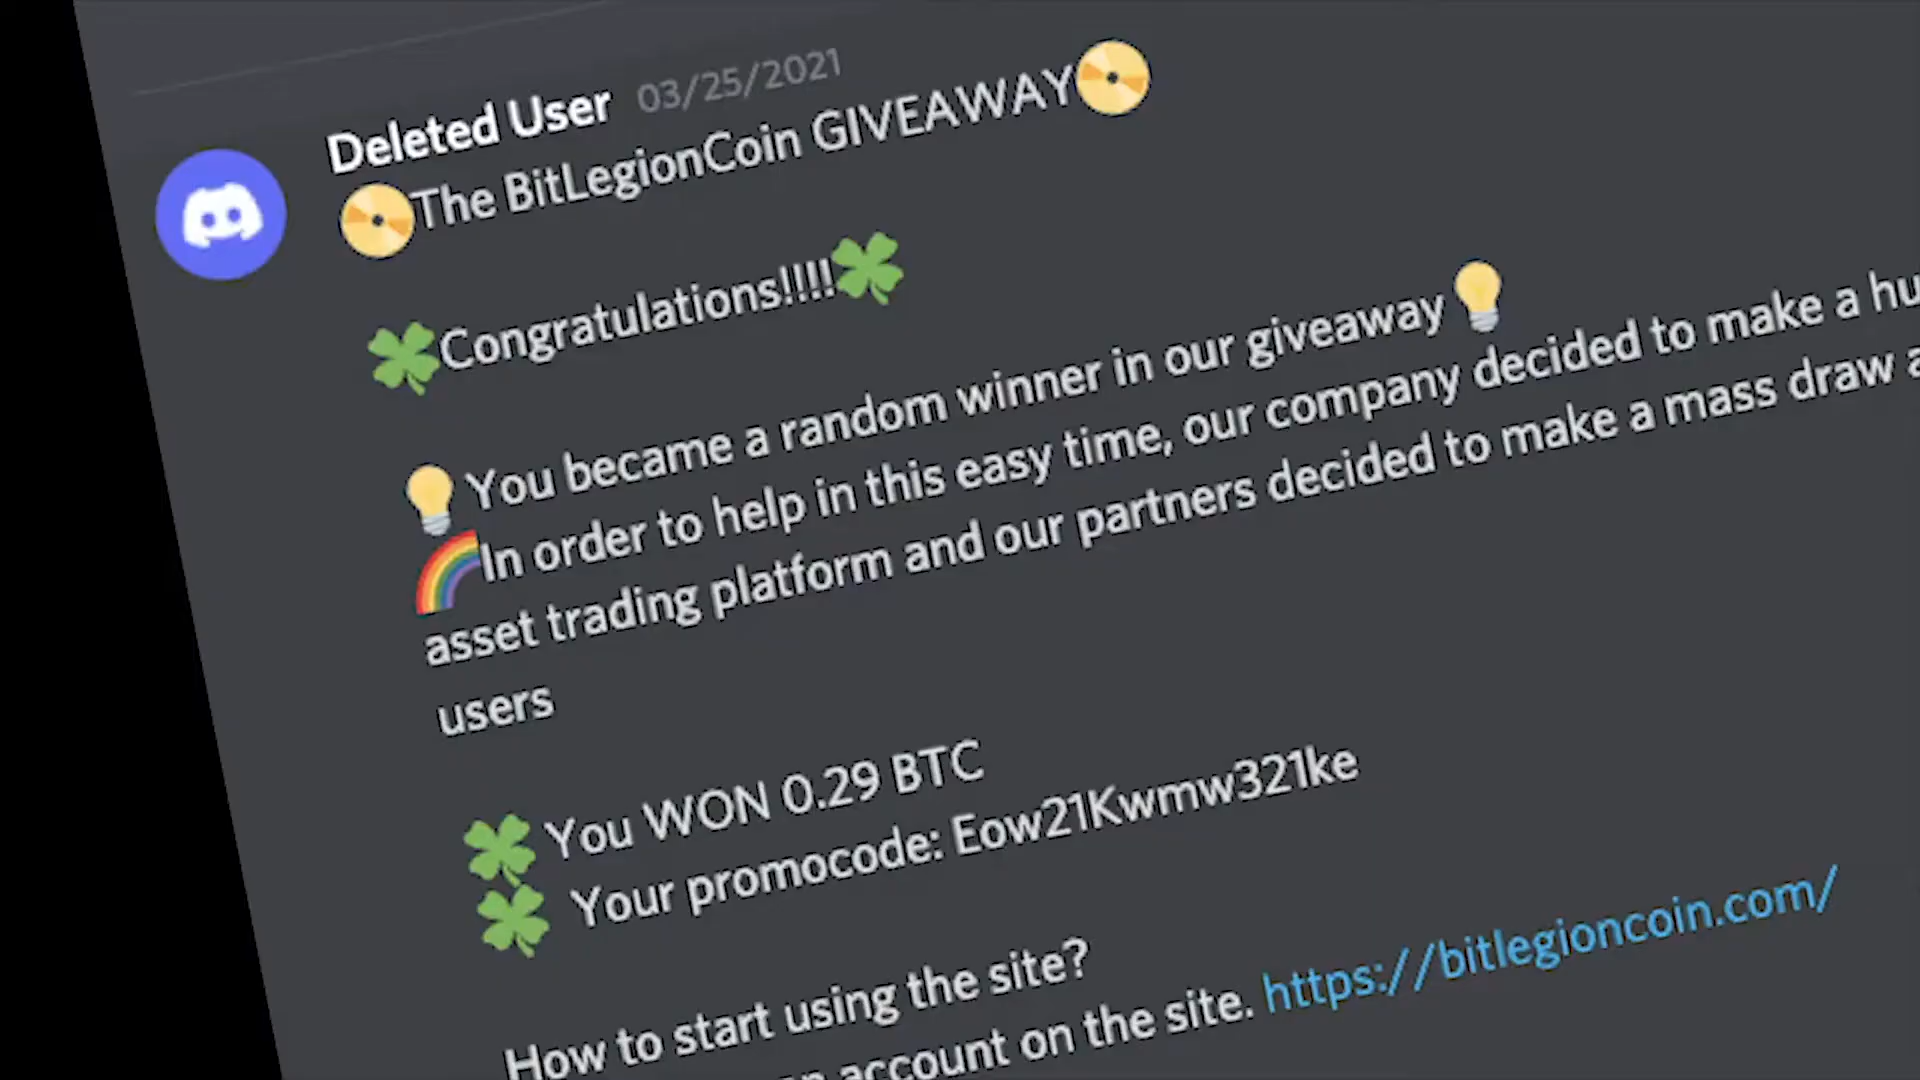 Deleted User 03/25/2021
📀The BitLegionCoin GIVEAWAY📀
🍀Congratulations!!!!🍀
💡You became a random winner in our giveaway💡
🌈In order to help in this easy time, our company decided to make a
asset trading platform and our partners decided to make a mass draw
users
🍀 You WON 0.29 BTC
🍀 Your promocode: Eow21Kwmw321ke
How to start using the site?
account on the site. https://bitlegioncoin.com/